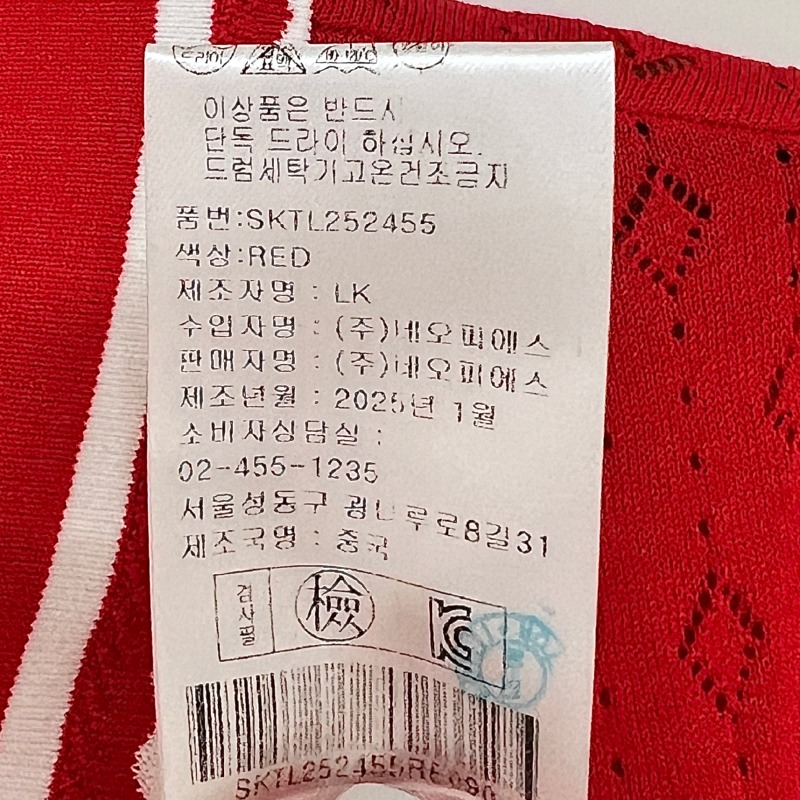 드라이
이상품은 반드시
단독 드라이 하십시오.
드럼세탁기고온건조금지
품번:SKTL252455
색상:RED
제조자명 : LK
수입자명 : (주)네오피에스
판매자명 : (주)네오피에스
제조년월 : 2025년 1월
소비자상담실 :
02-455-1235
서울성동구 광나루로8길31
제조국명 : 중국
검사필
檢